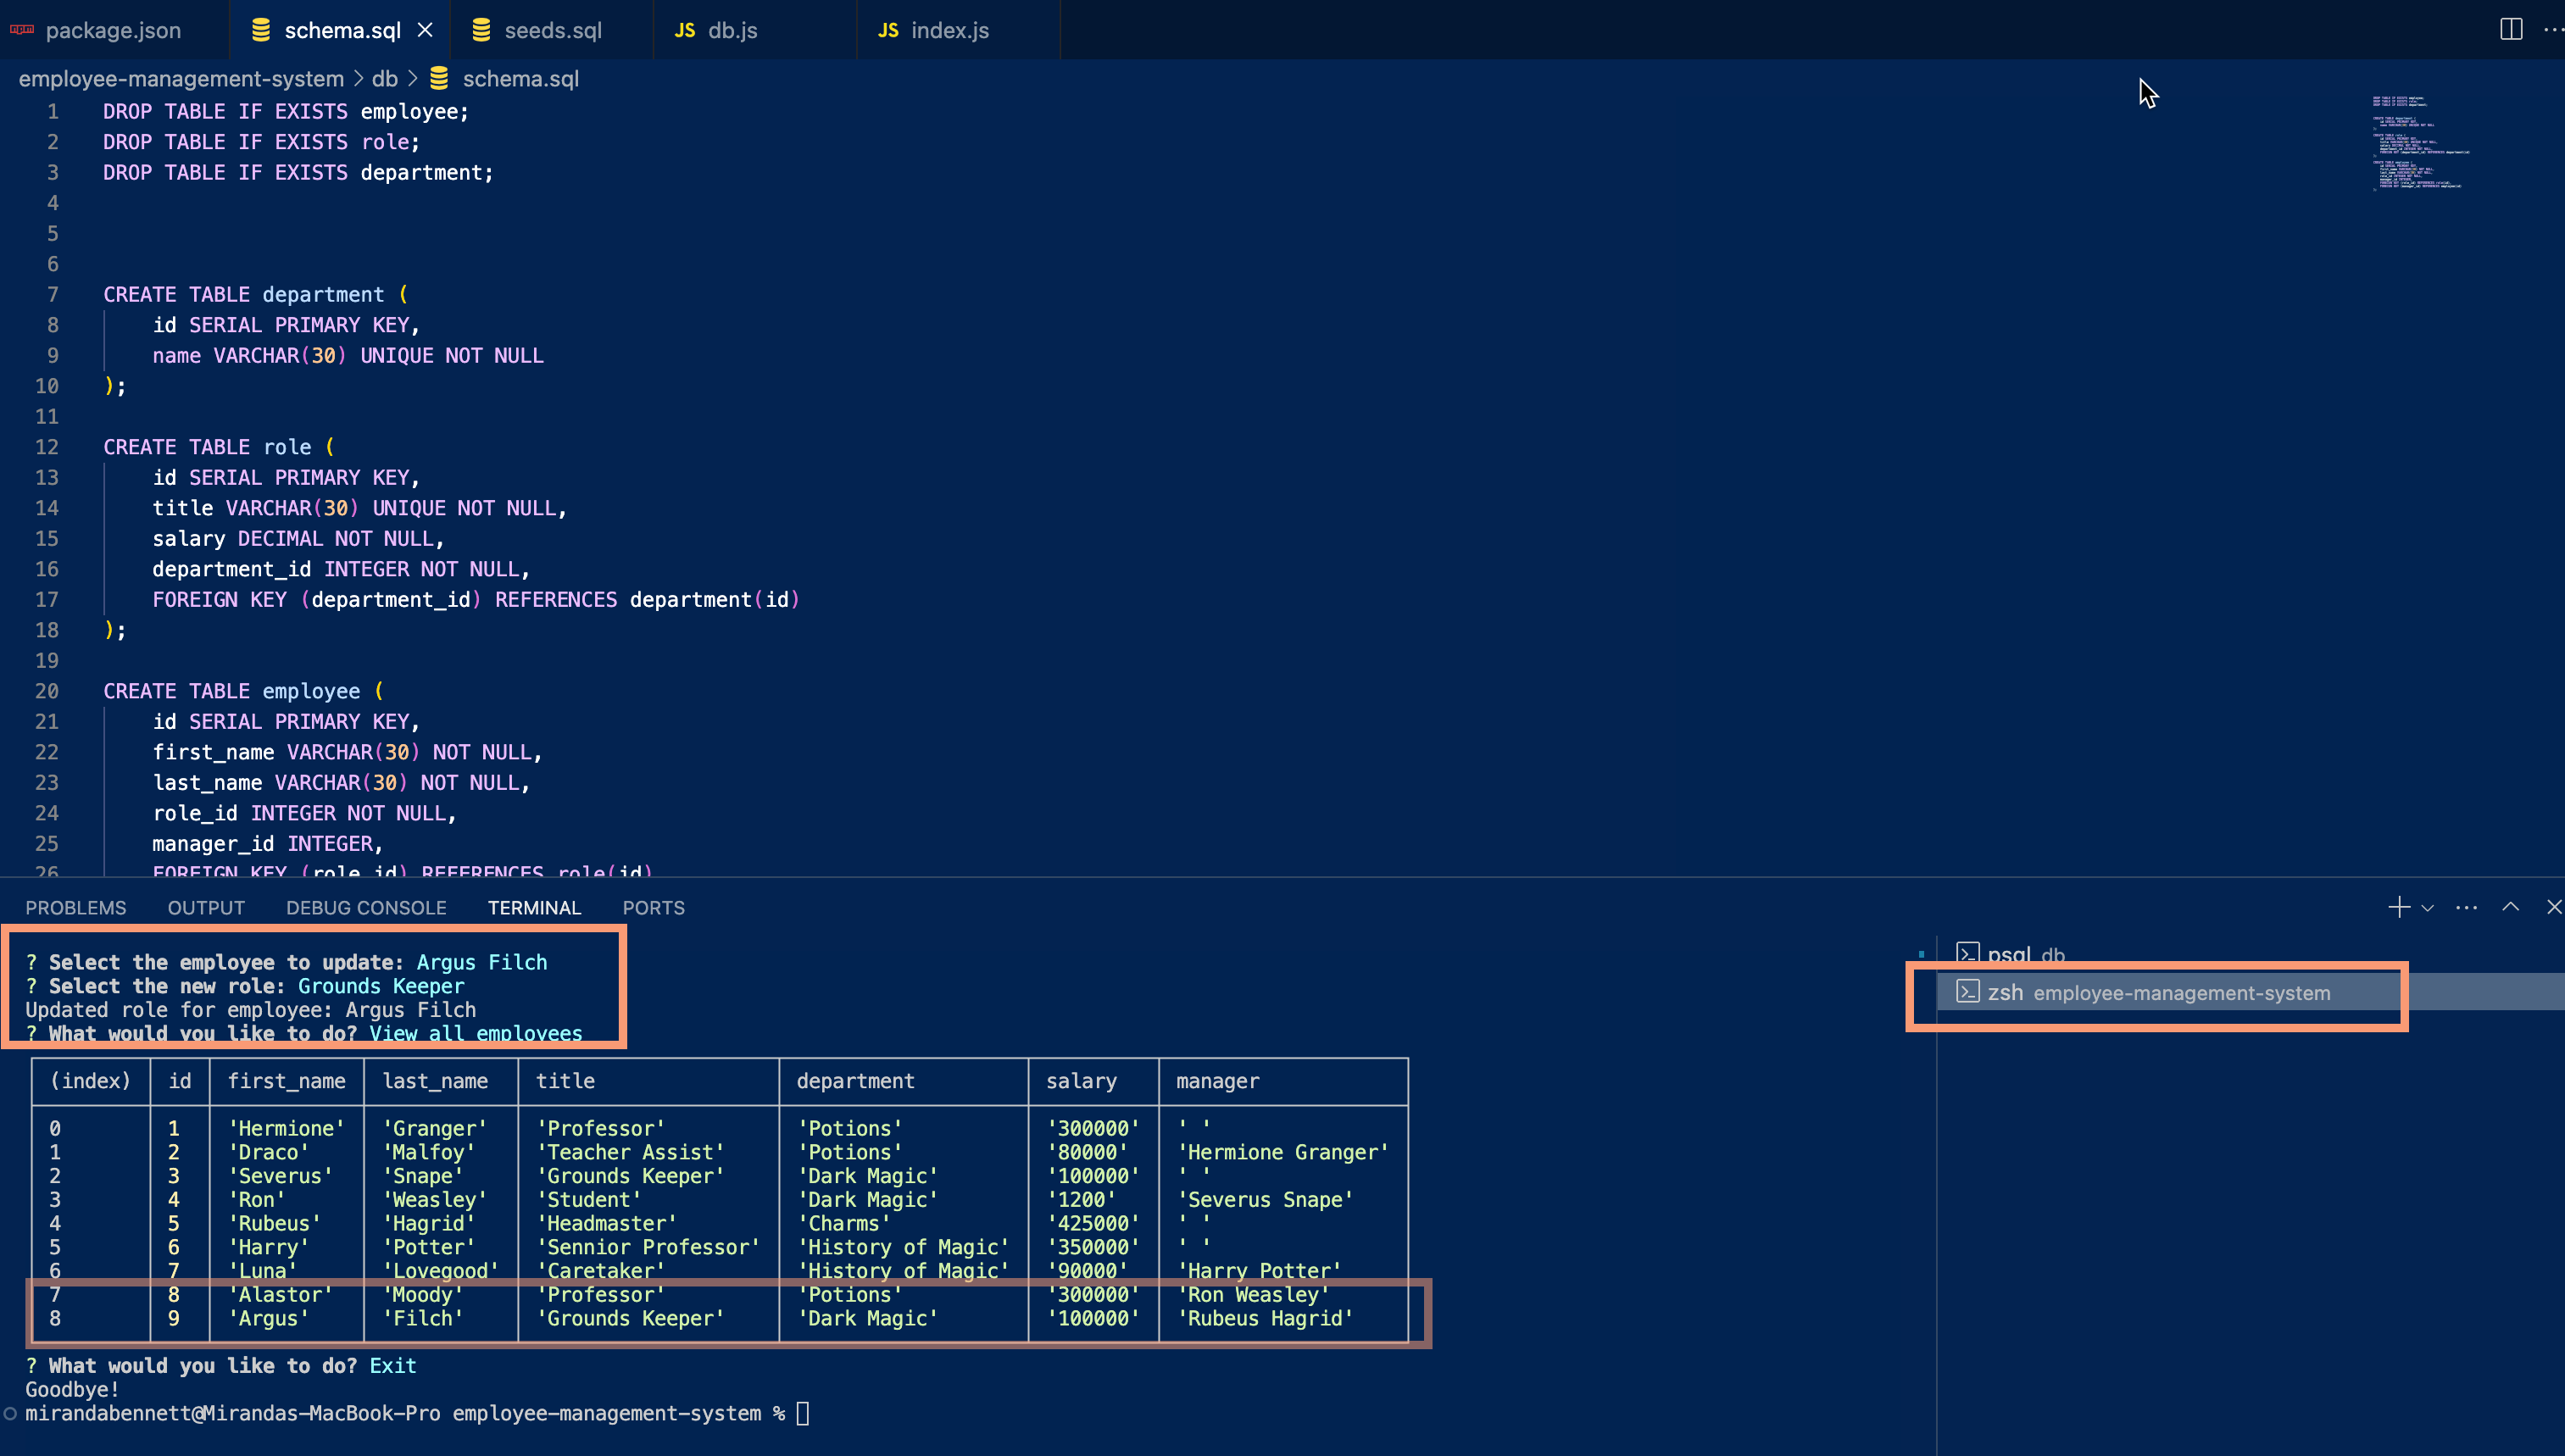 package.json schema.sql seeds.sql JS db.js JS index.js
employee-management-system > db > schema.sql
1 DROP TABLE IF EXISTS employee;
2 DROP TABLE IF EXISTS role;
3 DROP TABLE IF EXISTS department;
4
5
6
7 CREATE TABLE department (
8 id SERIAL PRIMARY KEY,
9 name VARCHAR(30) UNIQUE NOT NULL
10 );
11
12 CREATE TABLE role (
13 id SERIAL PRIMARY KEY,
14 title VARCHAR(30) UNIQUE NOT NULL,
15 salary DECIMAL NOT NULL,
16 department_id INTEGER NOT NULL,
17 FOREIGN KEY (department_id) REFERENCES department(id)
18 );
19
20 CREATE TABLE employee (
21 id SERIAL PRIMARY KEY,
22 first_name VARCHAR(30) NOT NULL,
23 last_name VARCHAR(30) NOT NULL,
24 role_id INTEGER NOT NULL,
25 manager_id INTEGER,
26 FOREIGN KEY (role_id) REFERENCES role(id)
PROBLEMS OUTPUT DEBUG CONSOLE TERMINAL PORTS
? Select the employee to update: Argus Filch
? Select the new role: Grounds Keeper
Updated role for employee: Argus Filch
? What would you like to do? View all employees
(index) id first_name last_name title department salary manager
0 1 'Hermione' 'Granger' 'Professor' 'Potions' '300000' ' '
1 2 'Draco' 'Malfoy' 'Teacher Assist' 'Potions' '80000' 'Hermione Granger'
2 3 'Severus' 'Snape' 'Grounds Keeper' 'Dark Magic' '100000' ' '
3 4 'Ron' 'Weasley' 'Student' 'Dark Magic' '1200' 'Severus Snape'
4 5 'Rubeus' 'Hagrid' 'Headmaster' 'Charms' '425000' ' '
5 6 'Harry' 'Potter' 'Sennior Professor' 'History of Magic' '350000' ' '
6 7 'Luna' 'Lovegood' 'Caretaker' 'History of Magic' '90000' 'Harry Potter'
7 8 'Alastor' 'Moody' 'Professor' 'Potions' '300000' 'Ron Weasley'
8 9 'Argus' 'Filch' 'Grounds Keeper' 'Dark Magic' '100000' 'Rubeus Hagrid'
? What would you like to do? Exit
Goodbye!
mirandabennett@Mirandas-MacBook-Pro employee-management-system %
psql db
zsh employee-management-system